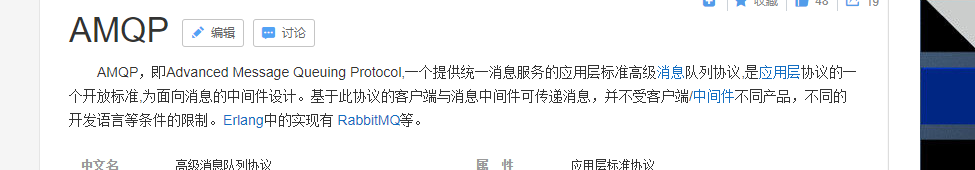 收藏 48 19
AMQP 编辑 讨论
AMQP，即Advanced Message Queuing Protocol,一个提供统一消息服务的应用层标准高级消息队列协议,是应用层协议的一
个开放标准,为面向消息的中间件设计。基于此协议的客户端与消息中间件可传递消息，并不受客户端/中间件不同产品，不同的
开发语言等条件的限制。Erlang中的实现有 RabbitMQ等。
中文名 高级消息队列协议 属 性 应用层标准协议